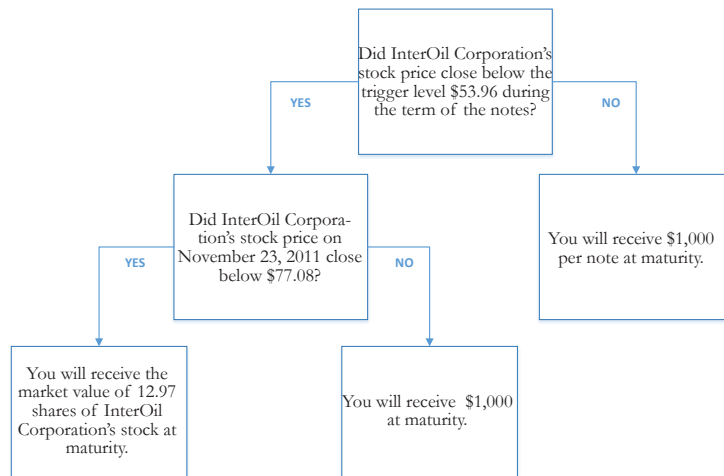 Did InterOil Corporation's
stock price close below the
trigger level $53.96 during
the term of the notes?
YES
NO
Did InterOil Corpora-
tion's stock price on
November 23, 2011 close
below $77.08?
You will receive $1,000
per note at maturity.
YES
NO
You will receive the
market value of 12.97
shares of InterOil
Corporation's stock at
maturity.
You will receive $1,000
at maturity.